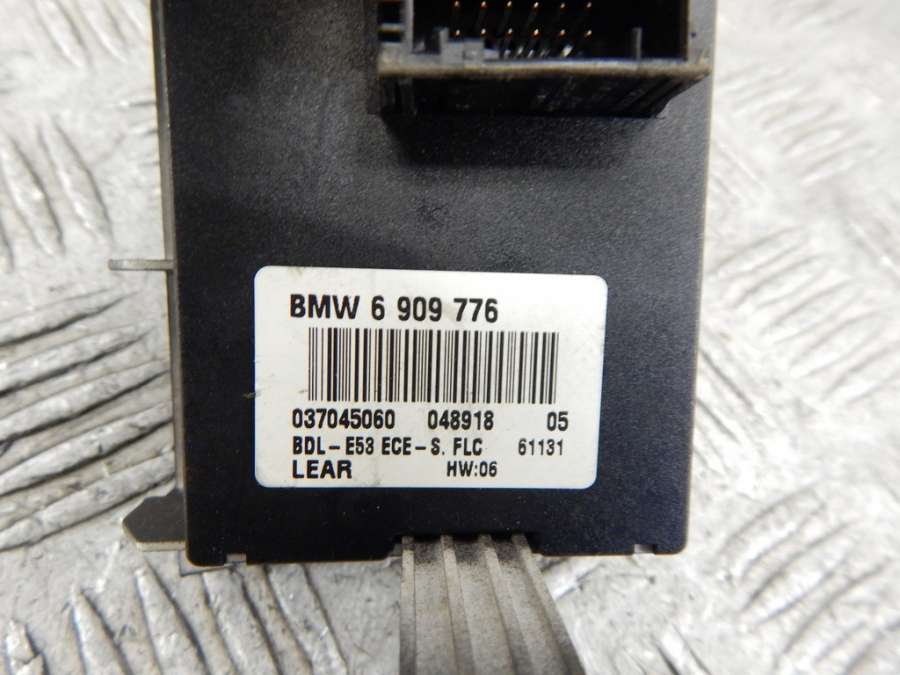 BMW 6 909 776
037045060 048918 05
BDL-E53 ECE-S. FLC 61131
LEAR HW:06